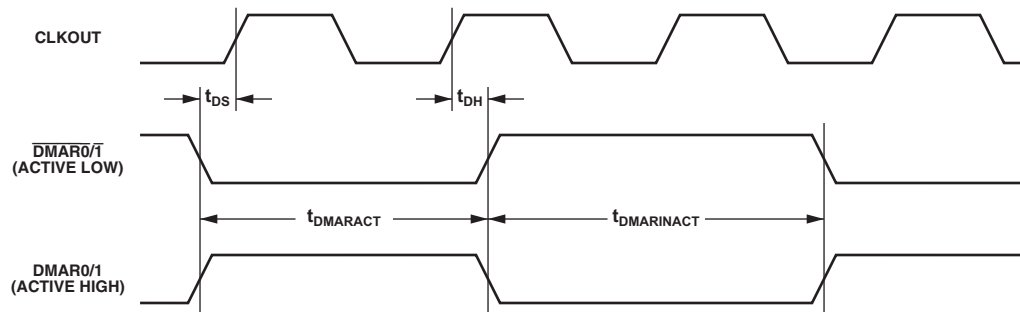 CLKOUT
tDS
tDH
DMAR0/1
(ACTIVE LOW)
tDMARACT
tDMARINACT
DMAR0/1
(ACTIVE HIGH)